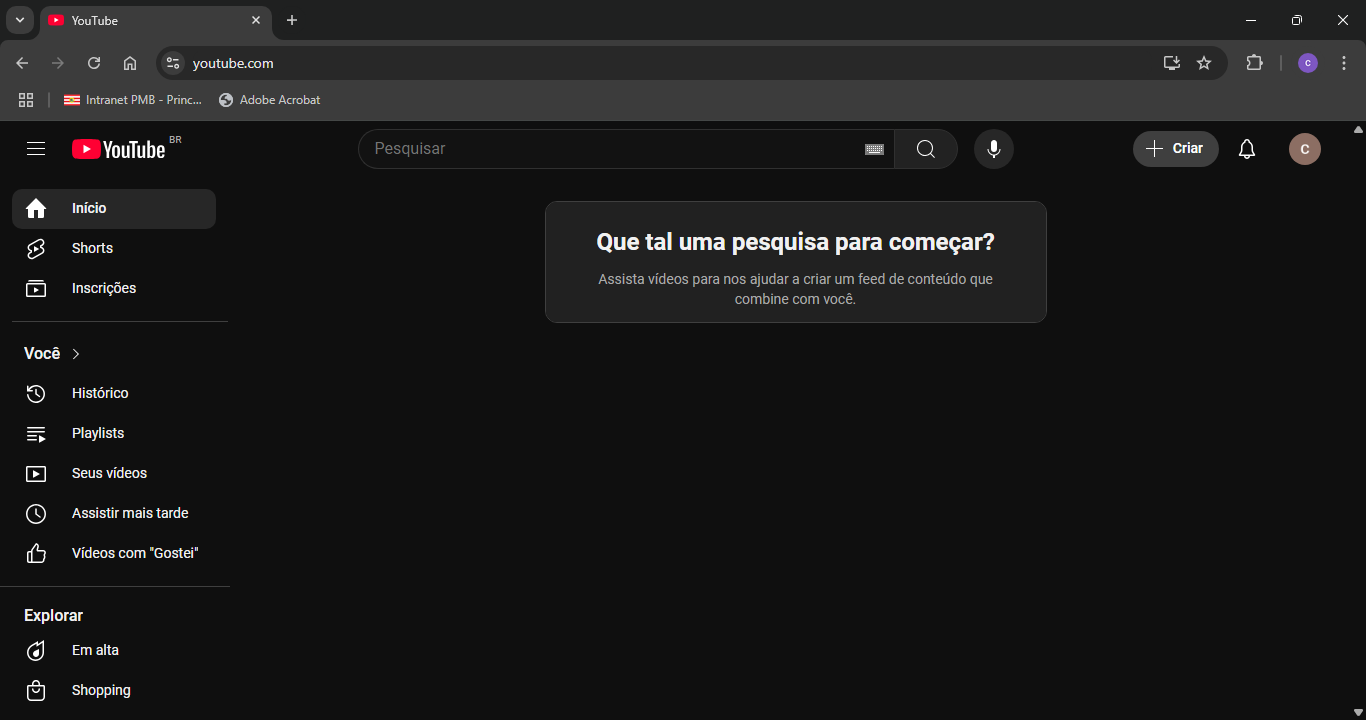 YouTube
youtube.com
c
Intranet PMB - Princ...
Adobe Acrobat
YouTube BR
Pesquisar
Criar
C
Início
Shorts
Inscrições
Você
Histórico
Playlists
Seus vídeos
Assistir mais tarde
Vídeos com "Gostei"
Explorar
Em alta
Shopping
Que tal uma pesquisa para começar?
Assista vídeos para nos ajudar a criar um feed de conteúdo que
combine com você.